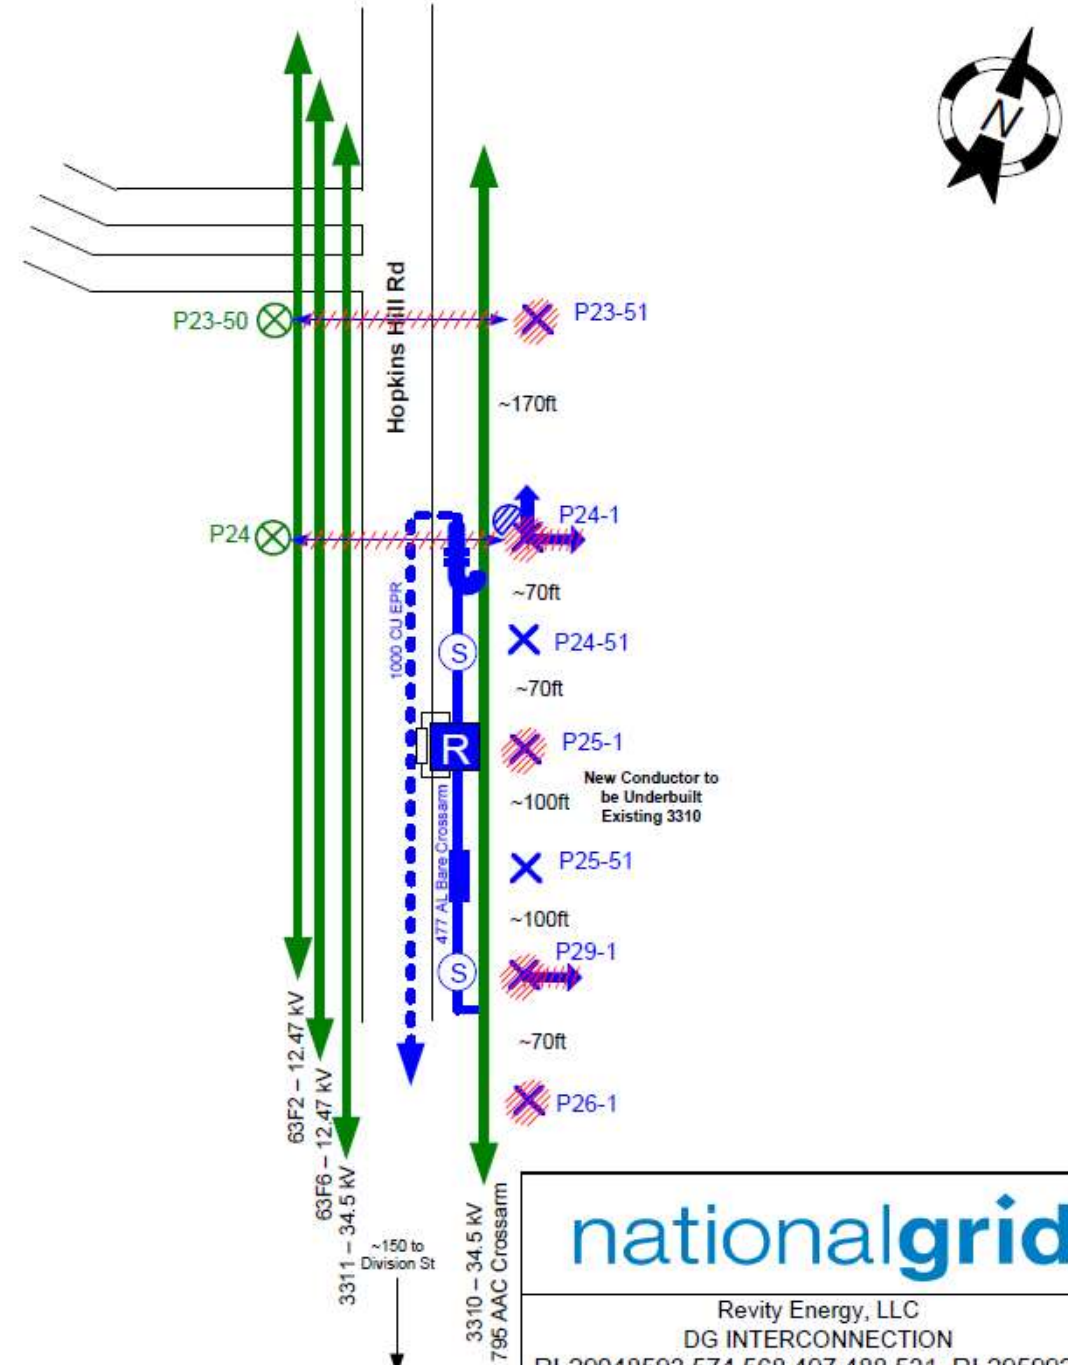 N
Hopkins Hill Rd
P23-50
P23-51
~170ft
P24-1
P24
~70ft
1000 CU EPR
S
P24-51
~70ft
R
P25-1
New Conductor to
be Underbuilt
Existing 3310
~100ft
477 AL Bare Crossarm
P25-51
~100ft
P29-1
S
~70ft
P26-1
63F2 – 12.47 kV
63F6 – 12.47 kV
3311 – 34.5 kV
~150 to
Division St
3310 – 34.5 kV
795 AAC Crossarm
nationalgrid
Revity Energy, LLC
DG INTERCONNECTION